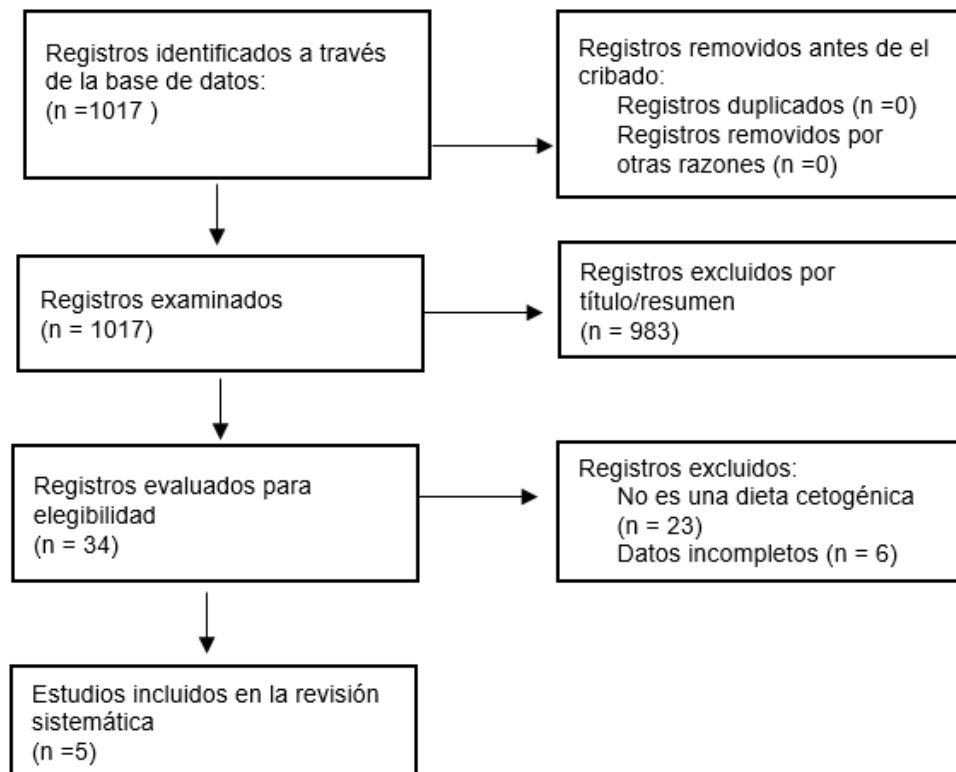 Registros identificados a través
de la base de datos:
(n =1017 )
Registros removidos antes de el
cribado:
Registros duplicados (n =0)
Registros removidos por
otras razones (n =0)
Registros examinados
(n = 1017)
Registros excluidos por
título/resumen
(n = 983)
Registros evaluados para
elegibilidad
(n = 34)
Registros excluidos:
No es una dieta cetogénica
(n = 23)
Datos incompletos (n = 6)
Estudios incluidos en la revisión
sistemática
(n =5)